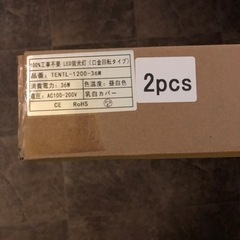 100%工事不要 LED蛍光灯(口金回転タイプ)
品番: TENTL-1200-36W
消費電力: 36W 色温度: 昼白色
電圧: AC100-200V 乳白カバー
CE RoHS
2pcs